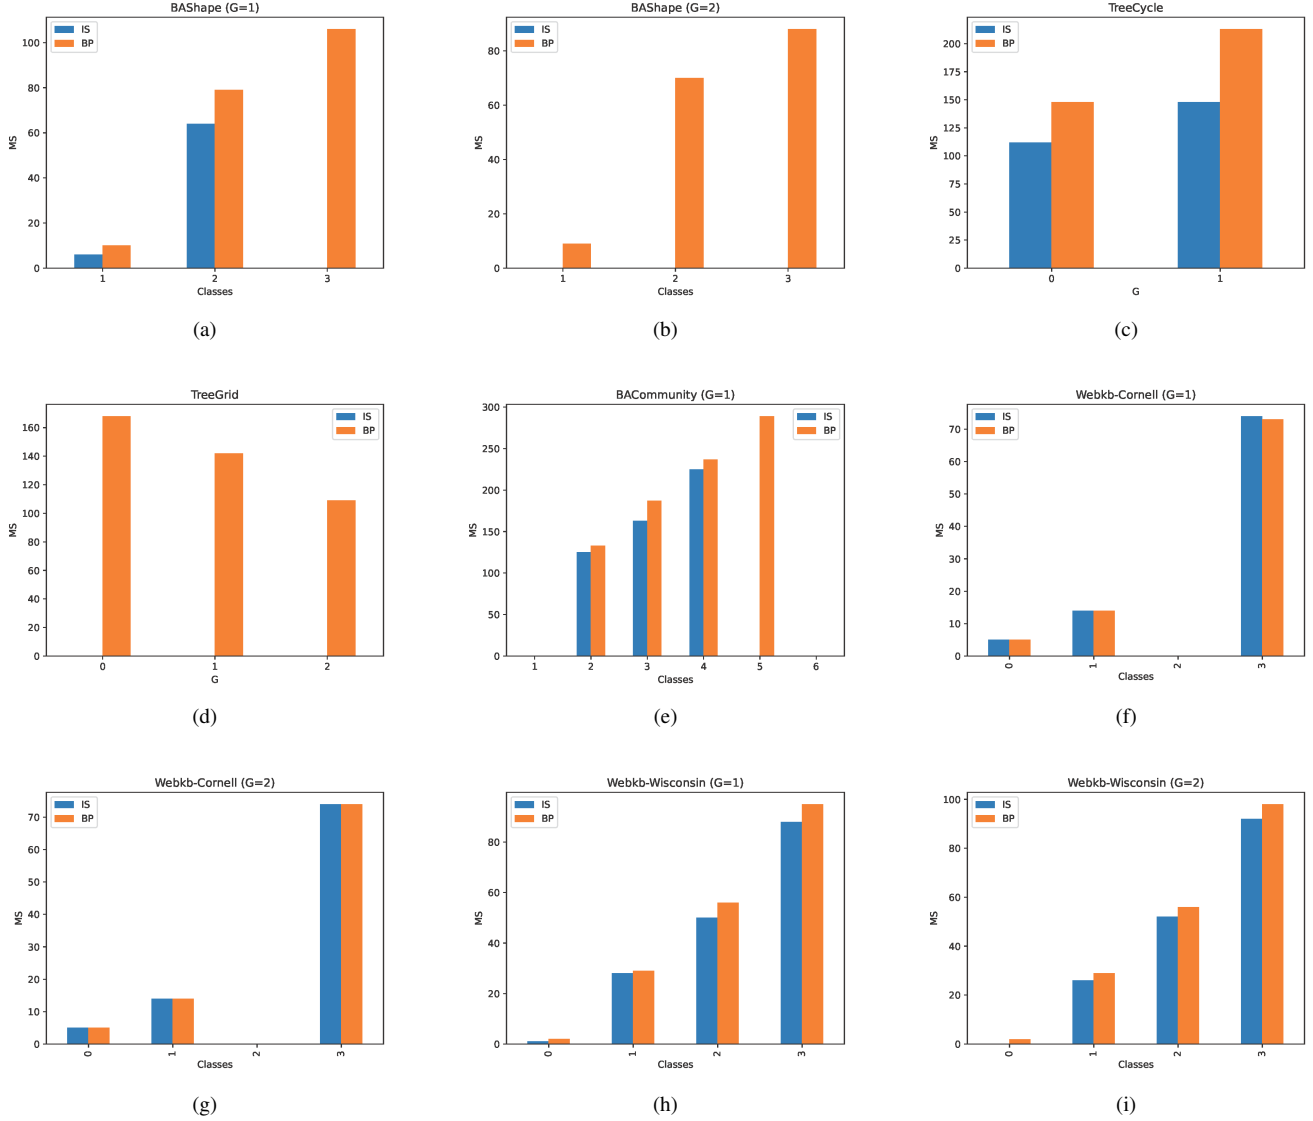 BAShape (G=1)
IS
BP
100
80
60
40
20
0
MS
1 2 3
Classes
(a)
BAShape (G=2)
IS
BP
80
60
40
20
0
MS
1 2 3
Classes
(b)
TreeCycle
IS
BP
200
175
150
125
100
75
50
25
0
MS
0 1
G
(c)
TreeGrid
IS
BP
160
140
120
100
80
60
40
20
0
MS
0 1 2
G
(d)
BACommunity (G=1)
IS
BP
300
250
200
150
100
50
0
MS
1 2 3 4 5 6
Classes
(e)
Webkb-Cornell (G=1)
IS
BP
70
60
50
40
30
20
10
0
MS
0 1 2 3
Classes
(f)
Webkb-Cornell (G=2)
IS
BP
70
60
50
40
30
20
10
0
MS
0 1 2 3
Classes
(g)
Webkb-Wisconsin (G=1)
IS
BP
80
60
40
20
0
MS
0 1 2 3
Classes
(h)
Webkb-Wisconsin (G=2)
IS
BP
100
80
60
40
20
0
MS
0 1 2 3
Classes
(i)